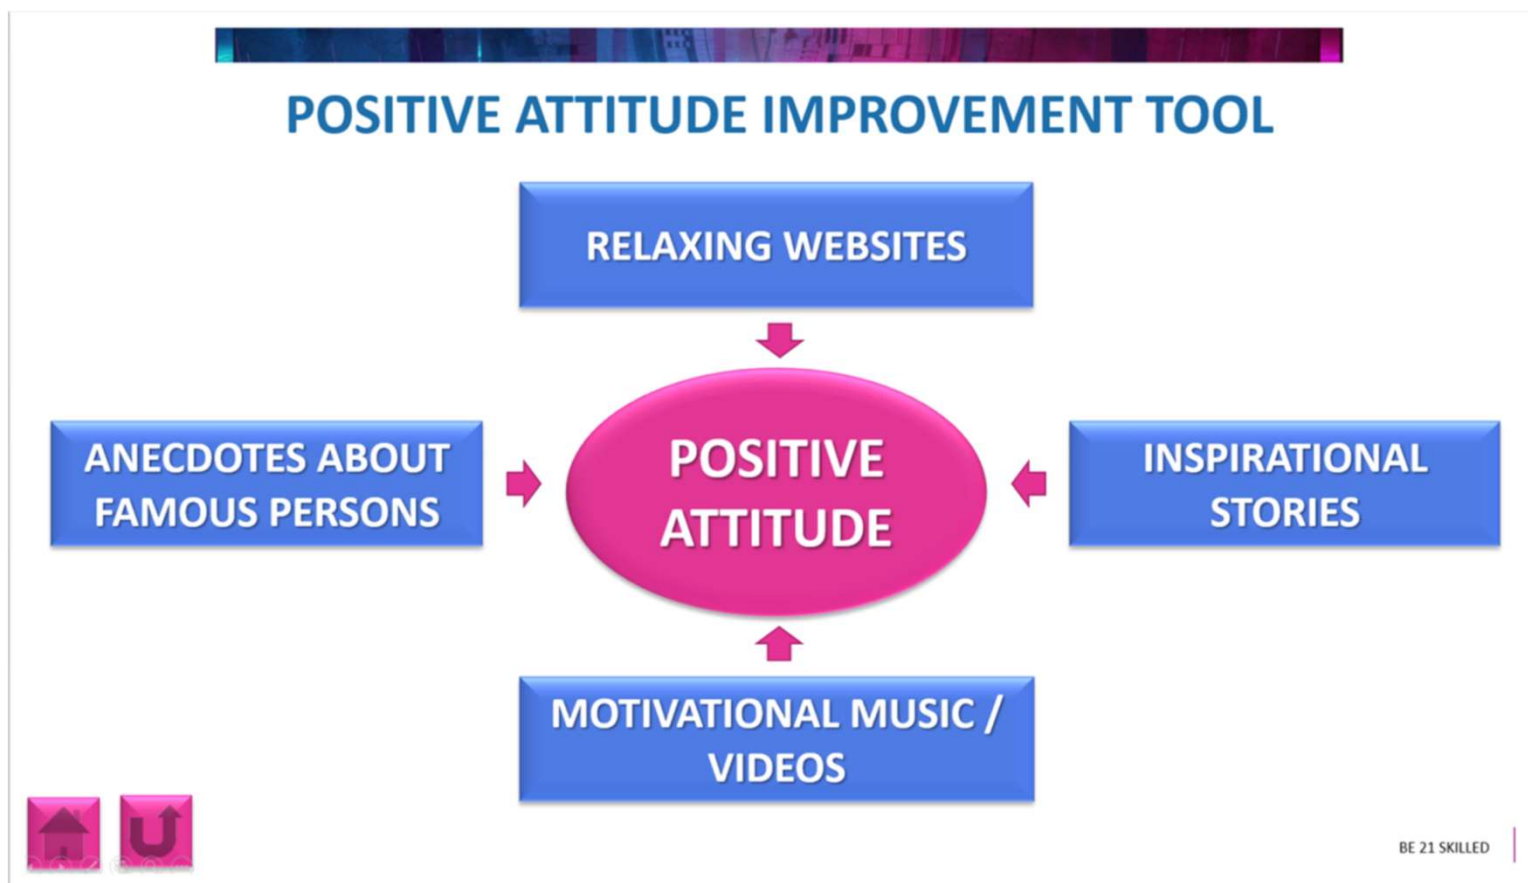 POSITIVE ATTITUDE IMPROVEMENT TOOL
RELAXING WEBSITES
ANECDOTES ABOUT
FAMOUS PERSONS
POSITIVE
ATTITUDE
INSPIRATIONAL
STORIES
MOTIVATIONAL MUSIC /
VIDEOS
BE 21 SKILLED